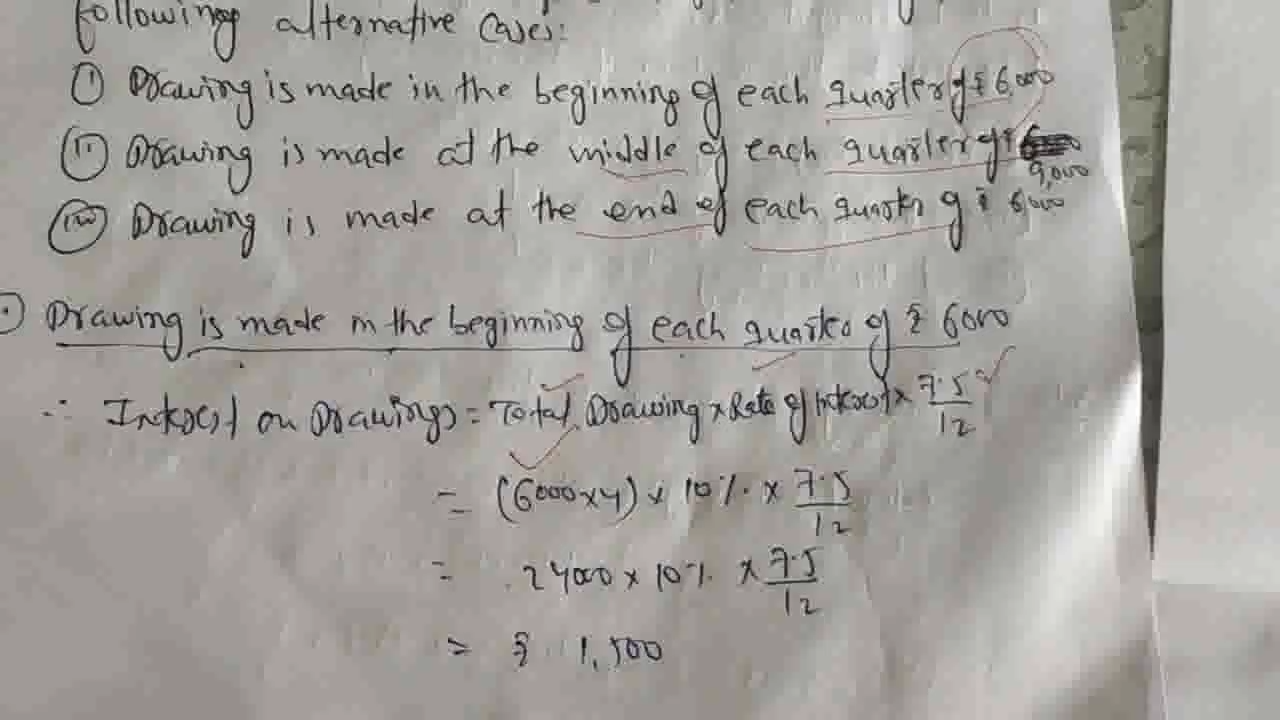 following alternative cases:
(i) Drawing is made in the beginning of each quarter of ₹ 6,000
(ii) Drawing is made at the middle of each quarter of ₹
9,000
(iii) Drawing is made at the end of each quarter of ₹ 6,000
Drawing is made in the beginning of each quarter of ₹ 6000
∴ Interest on Drawings = Total Drawing × Rate of Interest × 7.5/12
= (6000×4) × 10% × 7.5/12
= 24000 × 10% × 7.5/12
= ₹ 1,500